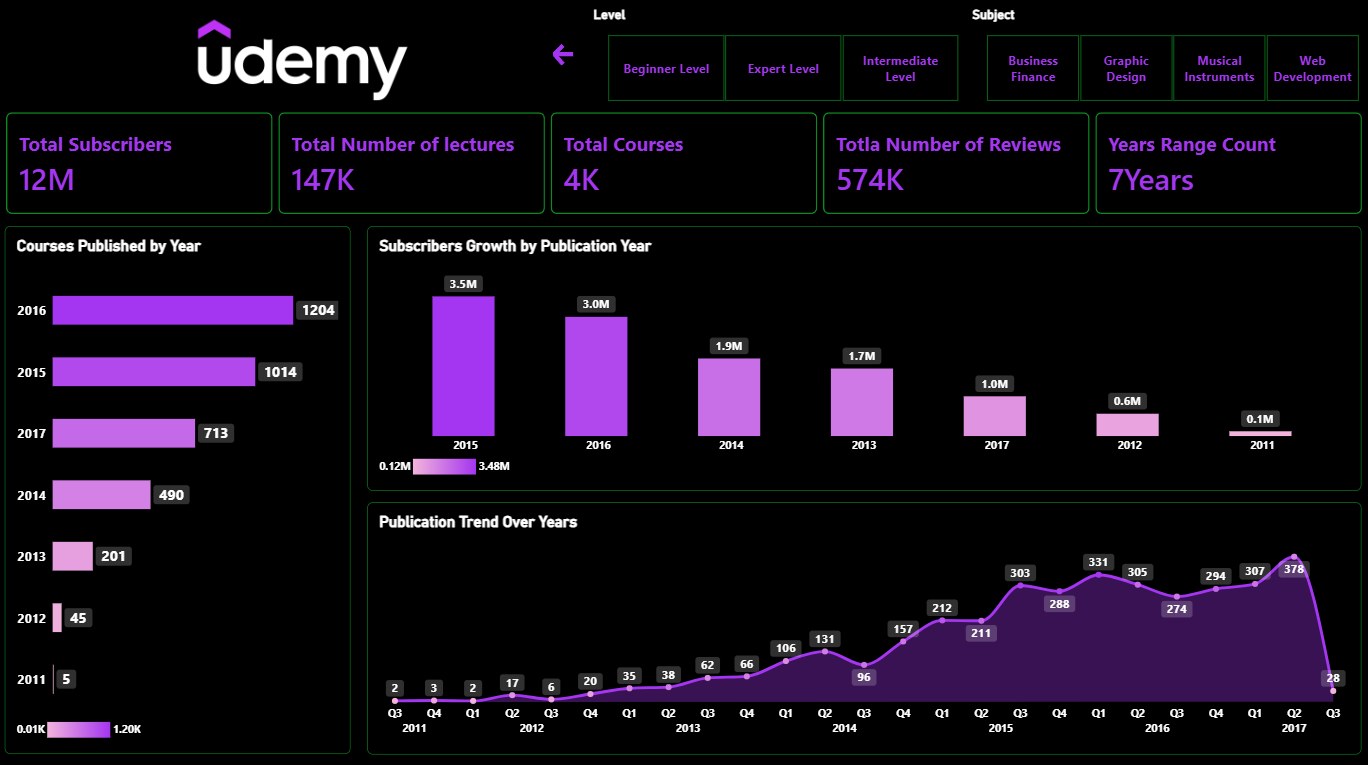 udemy
Level
Beginner Level
Expert Level
Intermediate
Level
Subject
Business
Finance
Graphic
Design
Musical
Instruments
Web
Development
Total Subscribers
12M
Total Number of lectures
147K
Total Courses
4K
Totla Number of Reviews
574K
Years Range Count
7Years
Courses Published by Year
2016 1204
2015 1014
2017 713
2014 490
2013 201
2012 45
2011 5
0.01K 1.20K
Subscribers Growth by Publication Year
3.5M 3.0M 1.9M 1.7M 1.0M 0.6M 0.1M
2015 2016 2014 2013 2017 2012 2011
0.12M 3.48M
Publication Trend Over Years
2 3 2 17 6 20 35 38 62 66 106 131 96 157 212 211 303 288 331 305 274 294 307 378 28
Q3 Q4 Q1 Q2 Q3 Q4 Q1 Q2 Q3 Q4 Q1 Q2 Q3 Q4 Q1 Q2 Q3 Q4 Q1 Q2 Q3 Q4 Q1 Q2 Q3
2011 2012 2013 2014 2015 2016 2017